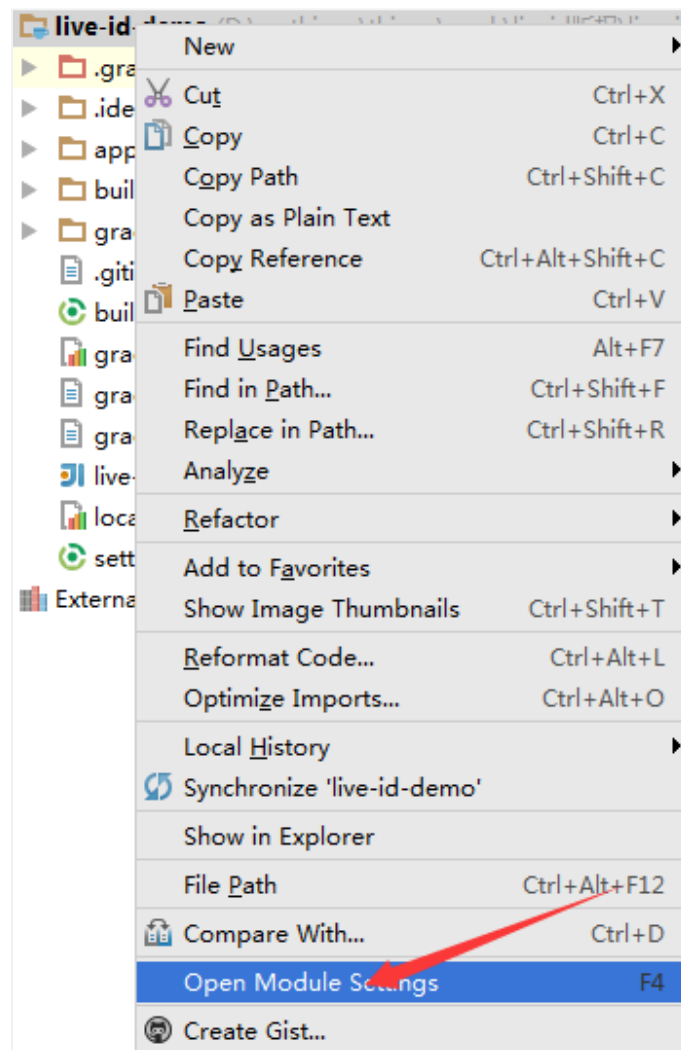 live-id-demo
New
.gra
Cut Ctrl+X
.ide
Copy Ctrl+C
app
Copy Path Ctrl+Shift+C
buil
Copy as Plain Text
gra
Copy Reference Ctrl+Alt+Shift+C
.giti
Paste Ctrl+V
buil
Find Usages Alt+F7
gra
Find in Path... Ctrl+Shift+F
gra
Replace in Path... Ctrl+Shift+R
gra
Analyze
live-
Refactor
loca
Add to Favorites
sett
Show Image Thumbnails Ctrl+Shift+T
Externa
Reformat Code... Ctrl+Alt+L
Optimize Imports... Ctrl+Alt+O
Local History
Synchronize 'live-id-demo'
Show in Explorer
File Path Ctrl+Alt+F12
Compare With... Ctrl+D
Open Module Settings F4
Create Gist...